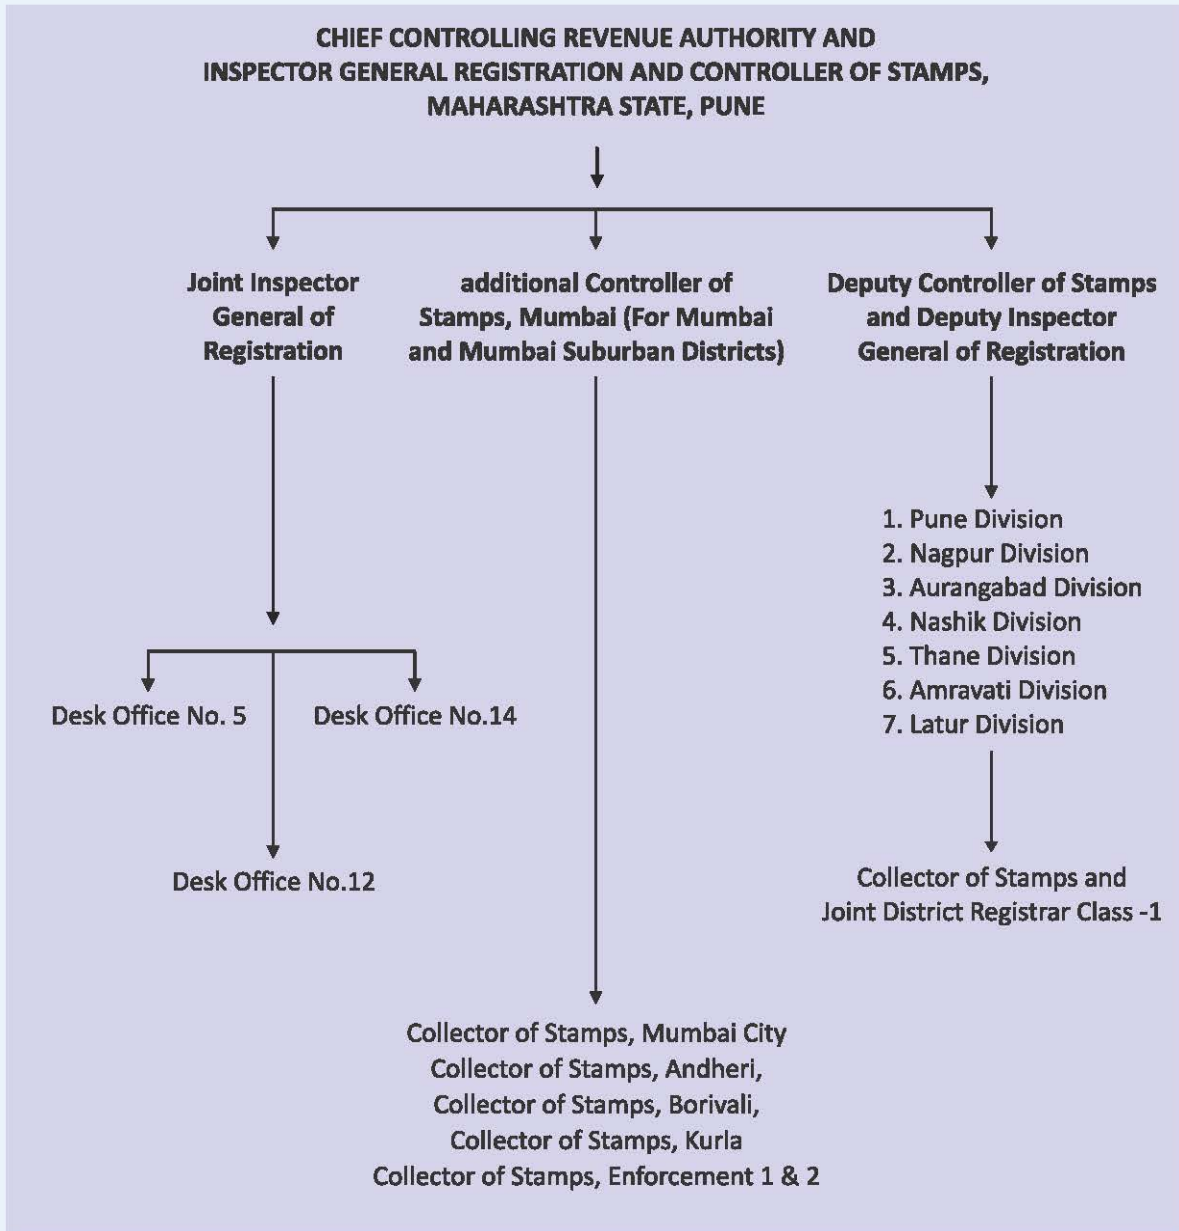 CHIEF CONTROLLING REVENUE AUTHORITY AND
INSPECTOR GENERAL REGISTRATION AND CONTROLLER OF STAMPS,
MAHARASHTRA STATE, PUNE
Joint Inspector
General of
Registration
additional Controller of
Stamps, Mumbai (For Mumbai
and Mumbai Suburban Districts)
Deputy Controller of Stamps
and Deputy Inspector
General of Registration
1. Pune Division
2. Nagpur Division
3. Aurangabad Division
4. Nashik Division
5. Thane Division
6. Amravati Division
7. Latur Division
Desk Office No. 5
Desk Office No.14
Desk Office No.12
Collector of Stamps and
Joint District Registrar Class -1
Collector of Stamps, Mumbai City
Collector of Stamps, Andheri,
Collector of Stamps, Borivali,
Collector of Stamps, Kurla
Collector of Stamps, Enforcement 1 & 2